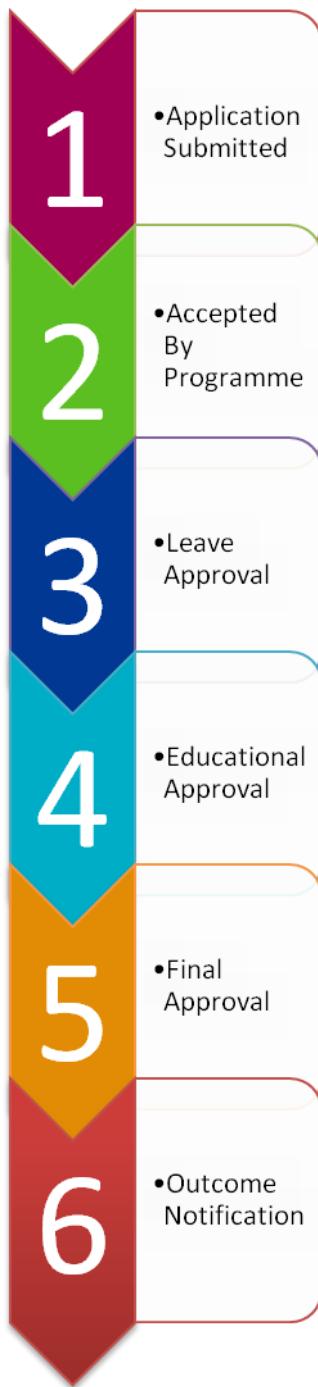 1
•Application
Submitted
2
•Accepted
By
Programme
3
•Leave
Approval
4
•Educational
Approval
5
•Final
Approval
6
•Outcome
Notification